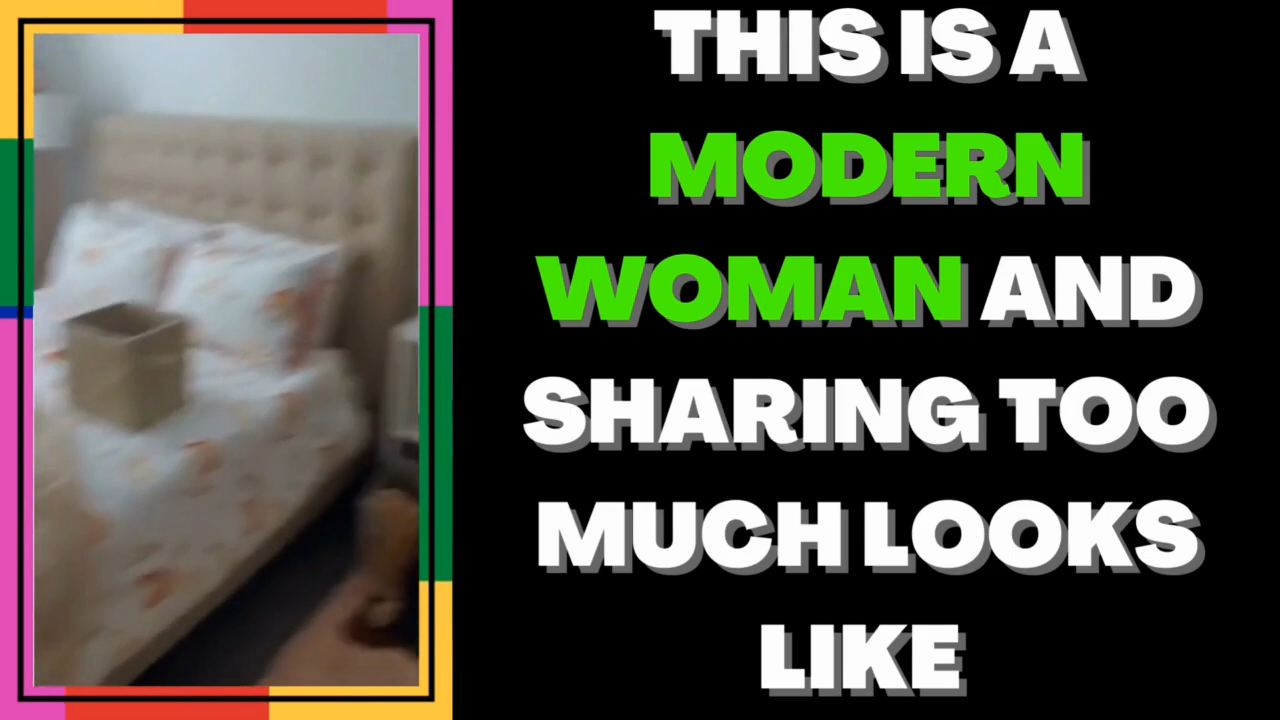 THIS IS A
MODERN
WOMAN AND
SHARING TOO
MUCH LOOKS
LIKE